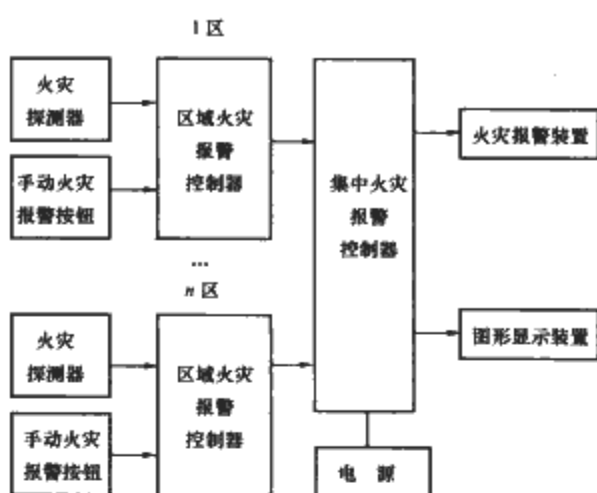 1区
火灾
探测器
手动火灾
报警按钮
区域火灾
报警
控制器
集中火灾
报警
控制器
火灾报警装置
图形显示装置
...
n区
火灾
探测器
手动火灾
报警按钮
区域火灾
报警
控制器
电 源